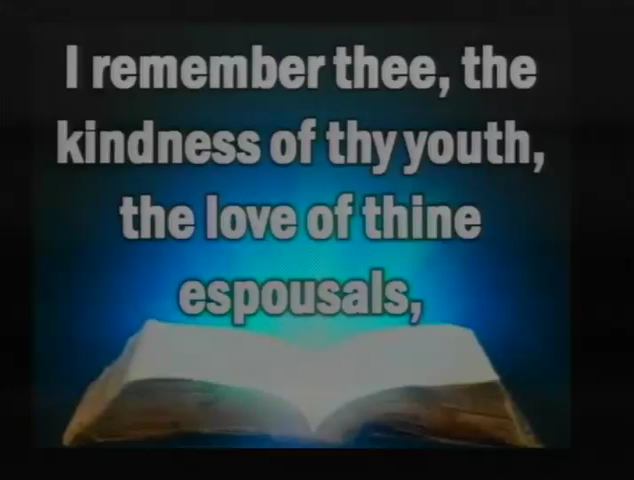 I remember thee, the
kindness of thy youth,
the love of thine
espousals,